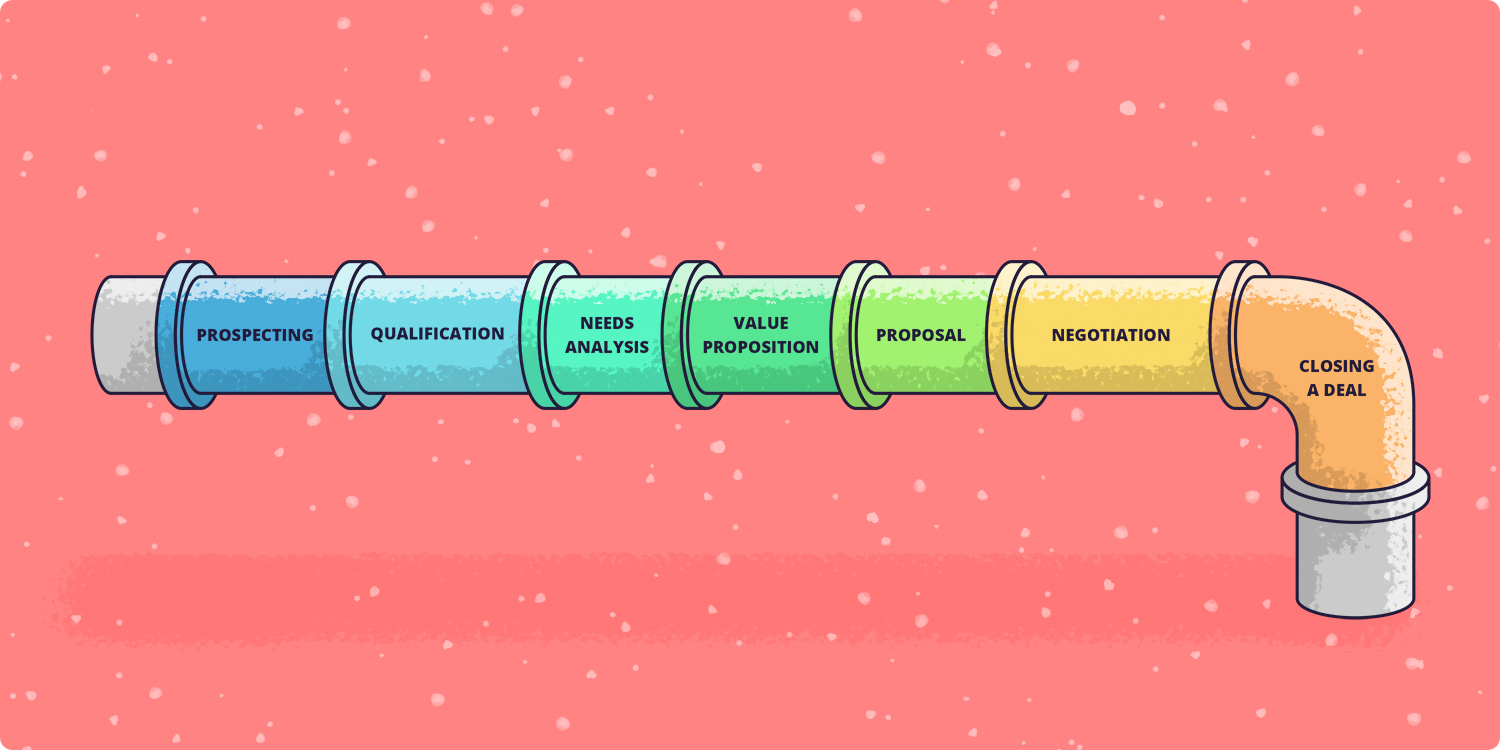 PROSPECTING
QUALIFICATION
NEEDS
ANALYSIS
VALUE
PROPOSITION
PROPOSAL
NEGOTIATION
CLOSING
A DEAL